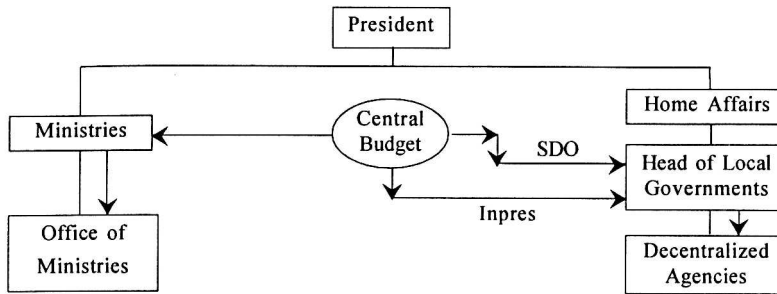 President
Home Affairs
Ministries
Central
Budget
SDO
Head of Local
Governments
Inpres
Office of
Ministries
Decentralized
Agencies